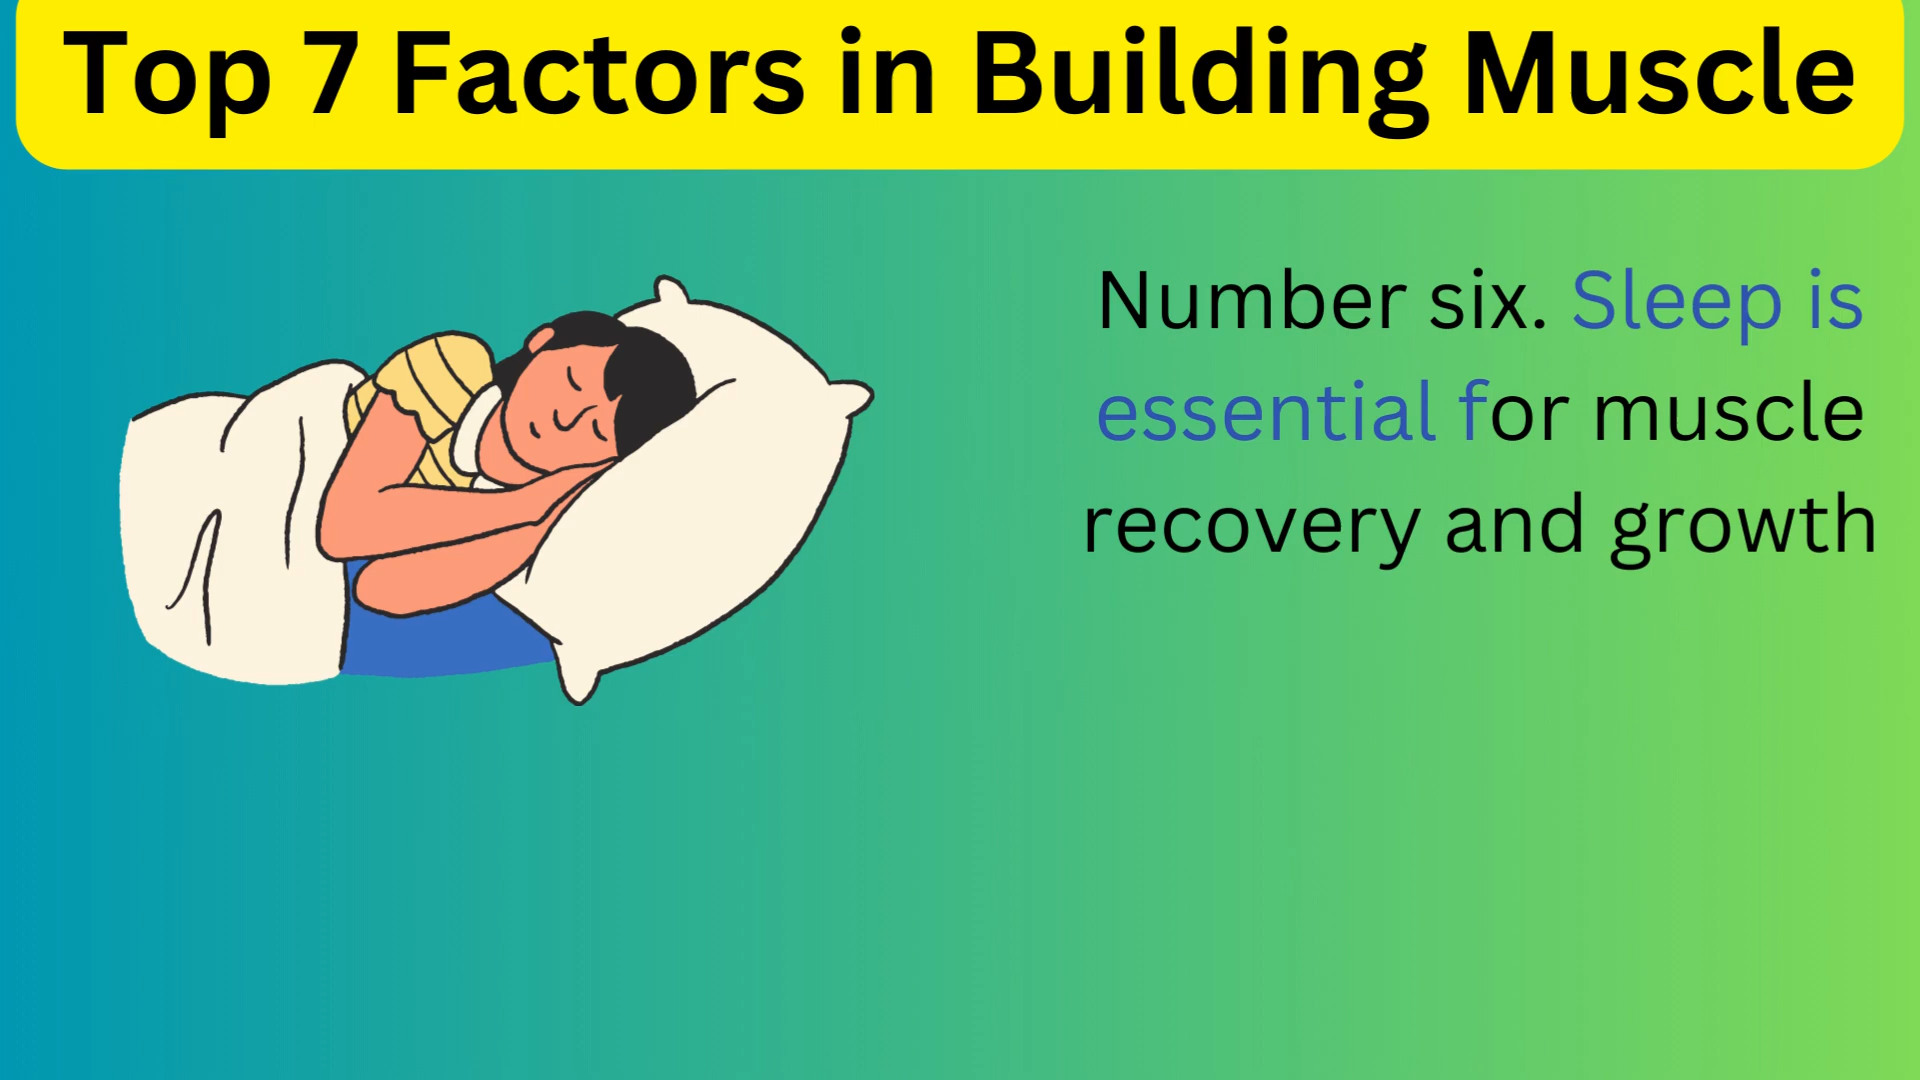 Top 7 Factors in Building Muscle
Number six. Sleep is
essential for muscle
recovery and growth